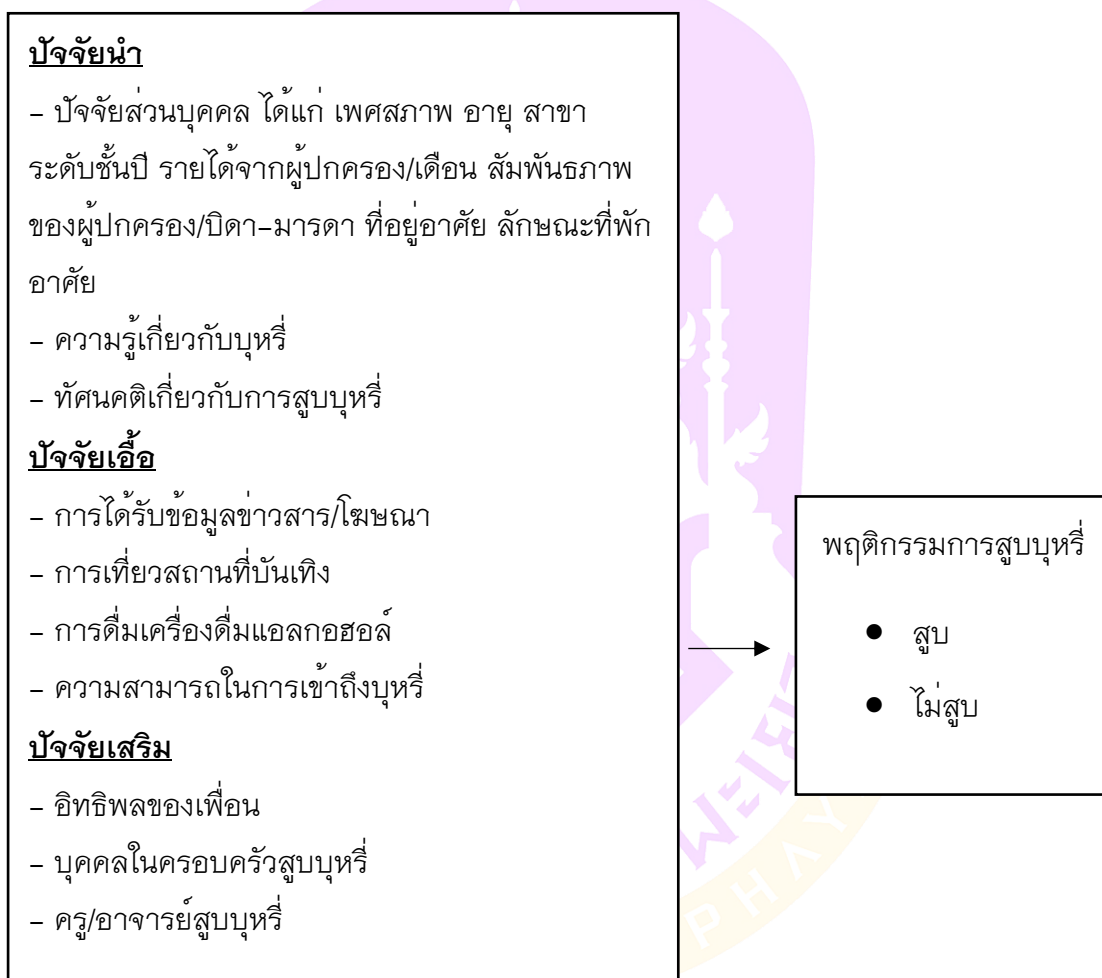 ปัจจัยนำ
- ปัจจัยส่วนบุคคล ได้แก่ เพศสภาพ อายุ สาขา
ระดับชั้นปี รายได้จากผู้ปกครอง/เดือน สัมพันธภาพ
ของผู้ปกครอง/บิดา-มารดา ที่อยู่อาศัย ลักษณะที่พัก
อาศัย
- ความรู้เกี่ยวกับบุหรี่
- ทัศนคติเกี่ยวกับการสูบบุหรี่
ปัจจัยเอื้อ
- การได้รับข้อมูลข่าวสาร/โฆษณา
- การเที่ยวสถานที่บันเทิง
- การดื่มเครื่องดื่มแอลกอฮอล์
- ความสามารถในการเข้าถึงบุหรี่
ปัจจัยเสริม
- อิทธิพลของเพื่อน
- บุคคลในครอบครัวสูบบุหรี่
- ครู/อาจารย์สูบบุหรี่
พฤติกรรมการสูบบุหรี่
● สูบ
● ไม่สูบ
พะเยา
PHAY